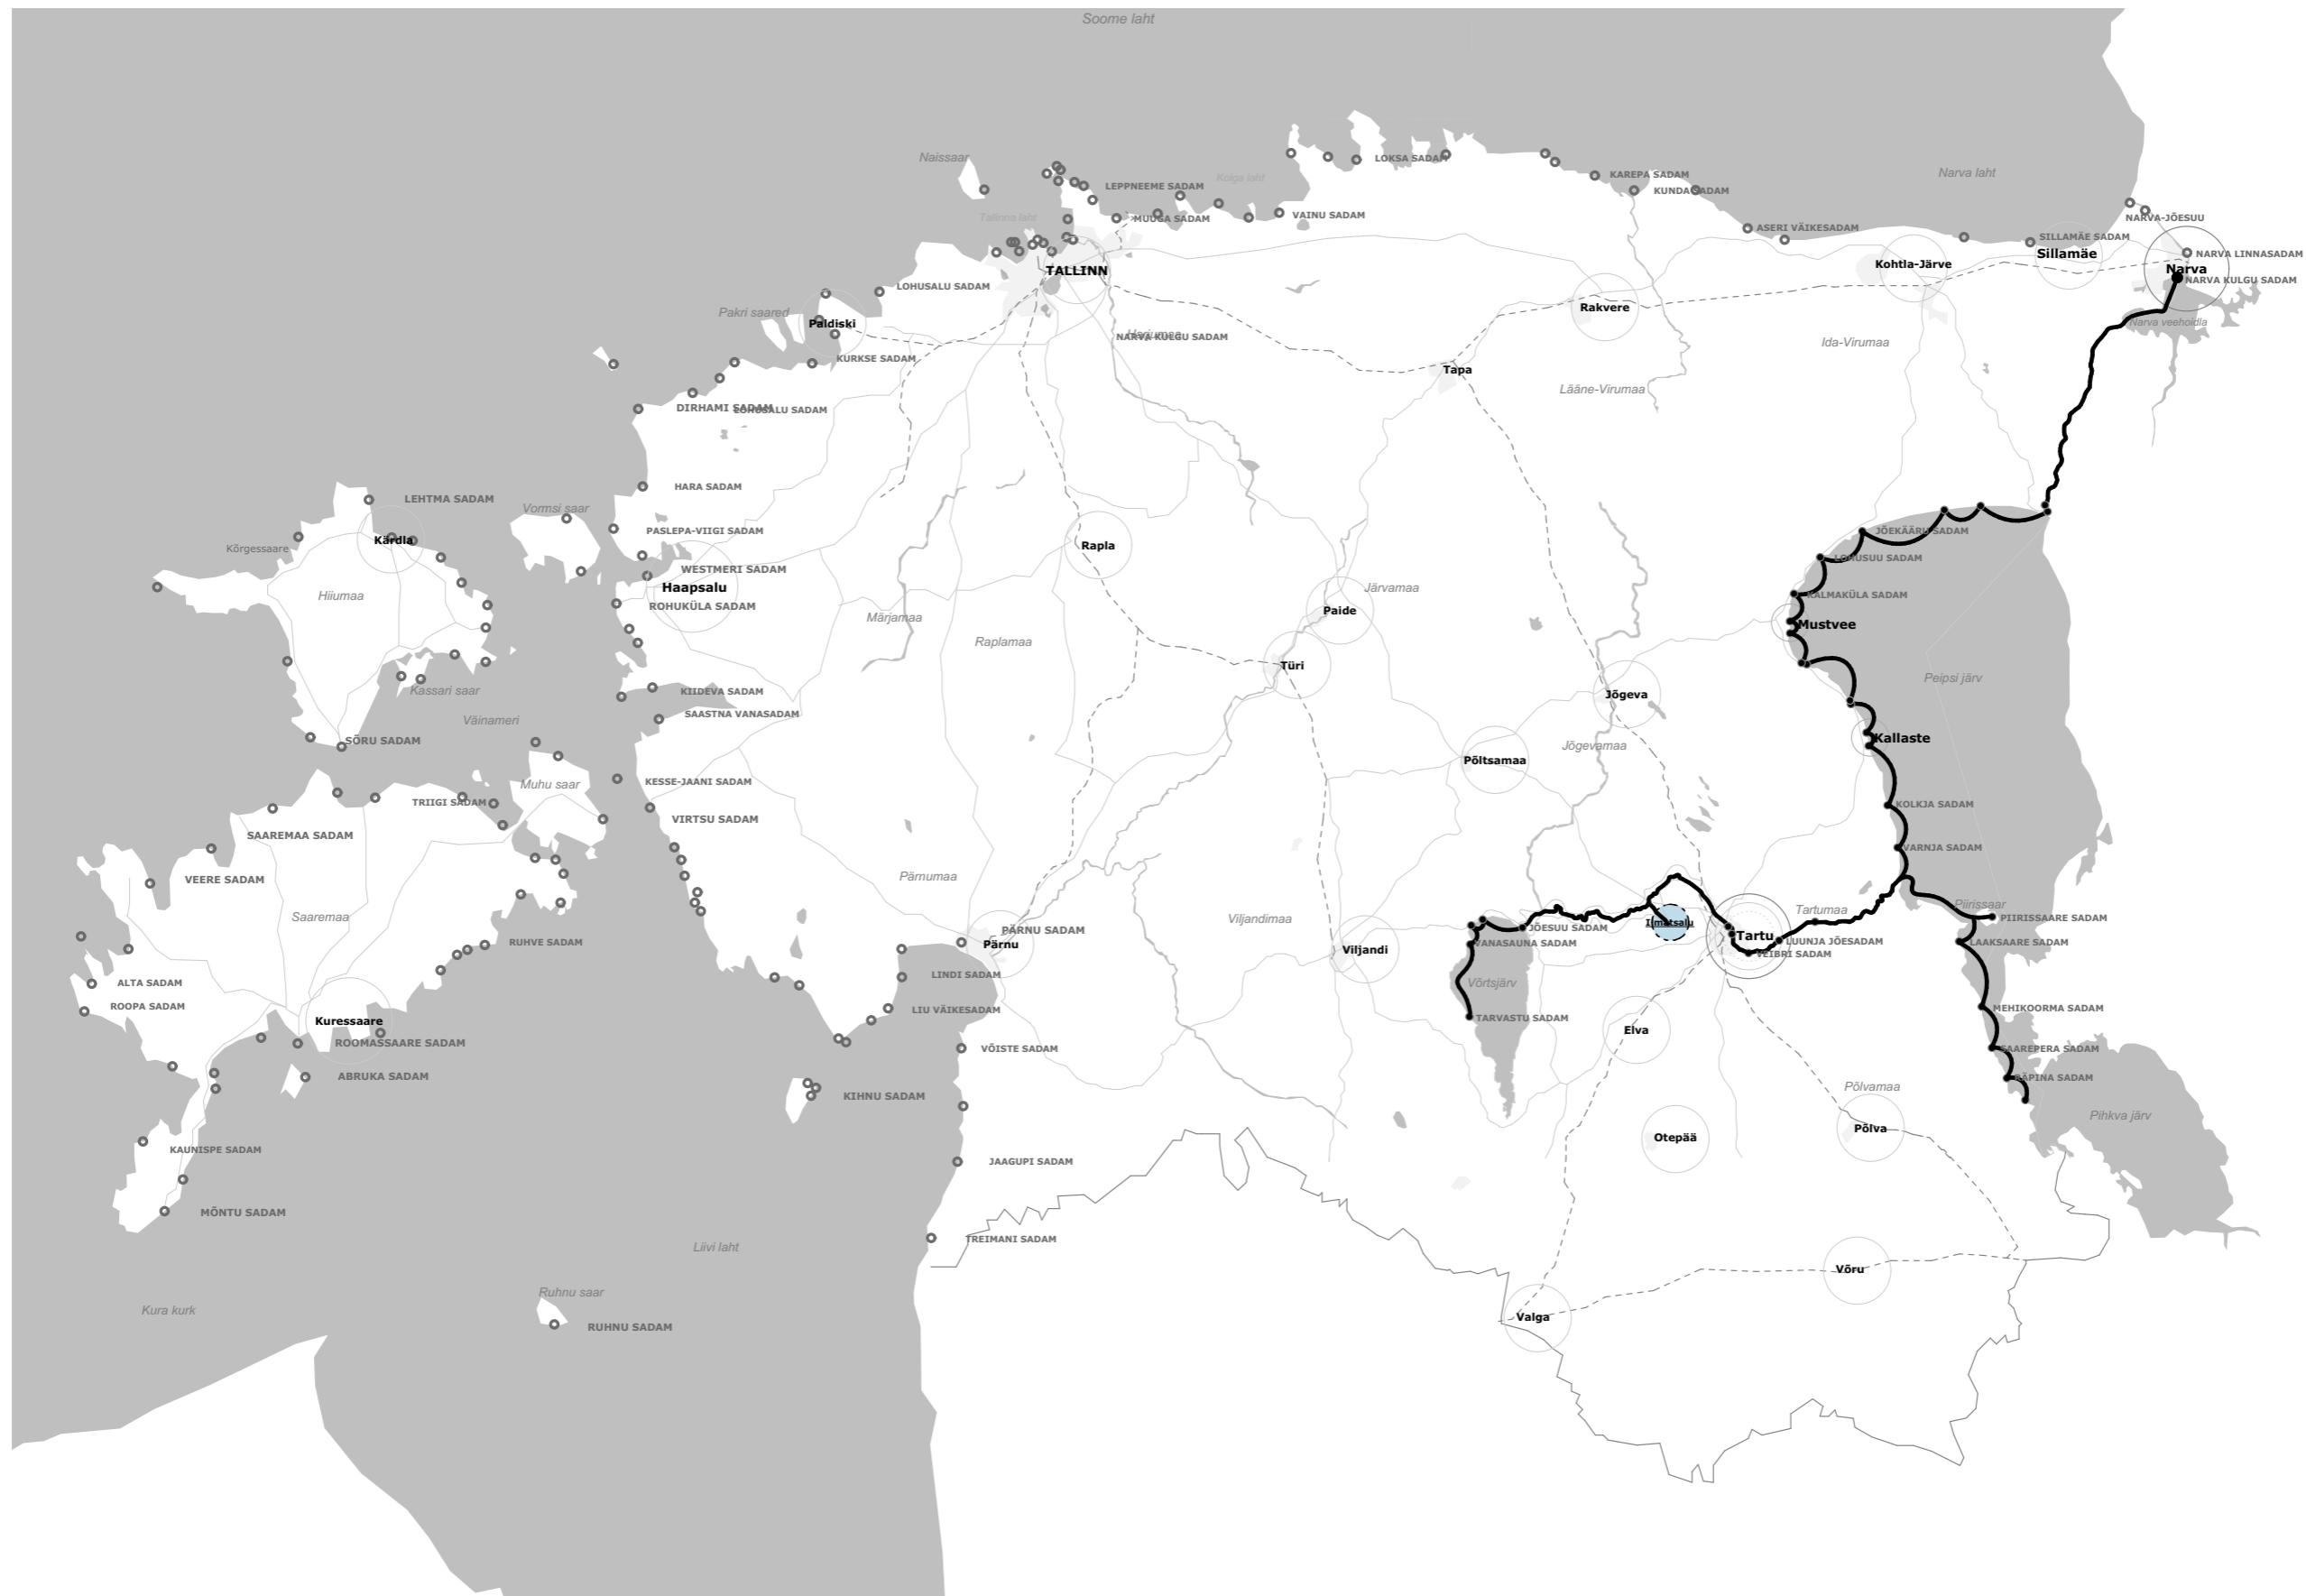 Soome laht
Naissaar
Kolga laht
LOKSA SADAM
KAREPA SADAM
Narva laht
LEPPNEEME SADAM
KUNDA SADAM
Tallinna laht
MUUGA SADAM
VAINU SADAM
NARVA-JÕESUU
ASERI VÄIKESADAM
SILLAMÄE SADAM
Sillamäe
NARVA LINNASADAM
TALLINN
Kohtla-Järve
Narva
NARVA KULGU SADAM
LOHUSALU SADAM
Pakri saared
Paldiski
Rakvere
Narva veehoidla
Harjumaa
NARVA KULGU SADAM
Ida-Virumaa
KURKSE SADAM
Tapa
Lääne-Virumaa
DIRHAMI SADAM
LOHUSALU SADAM
HARA SADAM
LEHTMA SADAM
Vormsi saar
PASLEPA-VIIGI SADAM
JÕEKÄÄRU SADAM
Kärdla
Kõrgessaare
Rapla
LOHUSUU SADAM
WESTMERI SADAM
Haapsalu
Hiiumaa
Järvamaa
KALMAKÜLA SADAM
ROHUKÜLA SADAM
Märjamaa
Paide
Mustvee
Raplamaa
Türi
Peipsi järv
Kassari saar
KIIDEVA SADAM
Jõgeva
Väinameri
SAASTNA VANASADAM
SÕRU SADAM
Kallaste
Jõgevamaa
Põltsamaa
Muhu saar
KESSE-JAANI SADAM
TRIIGI SADAM
KOLKJA SADAM
SAAREMAA SADAM
VIRTSU SADAM
VARNJA SADAM
VEERE SADAM
Pärnumaa
Piirissaar
Saaremaa
Viljandimaa
Tartumaa
PIIRISSAARE SADAM
Ilmatsalu
JÕESUU SADAM
PÄRNU SADAM
Tartu
RUHVE SADAM
Pärnu
VANASAUNA SADAM
LUUNJA JÕESADAM
LAAKSAARE SADAM
Viljandi
VEIBRI SADAM
LINDI SADAM
ALTA SADAM
Võrtsjärv
ROOPA SADAM
LIU VÄIKESADAM
MEHIKOORMA SADAM
Kuressaare
TARVASTU SADAM
Elva
ROOMASSAARE SADAM
VÕISTE SADAM
SAAREPERA SADAM
ABRUKA SADAM
RÄPINA SADAM
Põlvamaa
KIHNU SADAM
Pihkva järv
Põlva
Otepää
KAUNISPE SADAM
JAAGUPI SADAM
MÕNTU SADAM
TREIMANI SADAM
Liivi laht
Võru
Ruhnu saar
Kura kurk
Valga
RUHNU SADAM